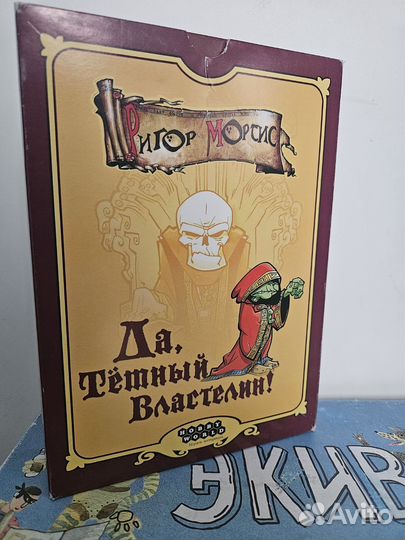 Ригор Мортис
Да,
Тёмный
Властелин!
HOBBY
WORLD
ЭКИВ
Avito